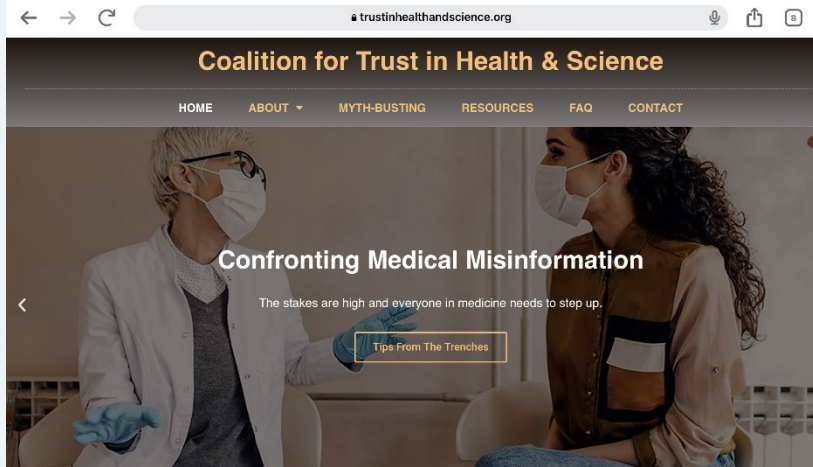 trustinhealthandscience.org
8
Coalition for Trust in Health & Science
HOME ABOUT MYTH-BUSTING RESOURCES FAQ CONTACT
Confronting Medical Misinformation
The stakes are high and everyone in medicine needs to step up.
Tips From The Trenches